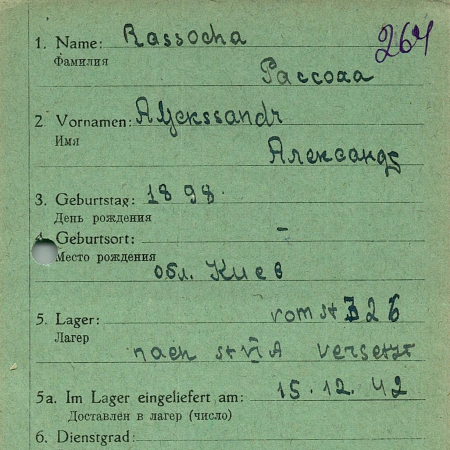 264
1. Name: Rassocha
Фамилия
Рассоха
2. Vornamen: Aljekssandr
Имя
Александр
3. Geburtstag: 1898.
День рождения
4. Geburtsort: -
Место рождения
обл. Киев
5. Lager: vom st 326
Лагерь
nach st VI A versetzt
5a. Im Lager eingeliefert am: 15.12.42
Доставлен в лагерь (число)
6. Dienstgrad: